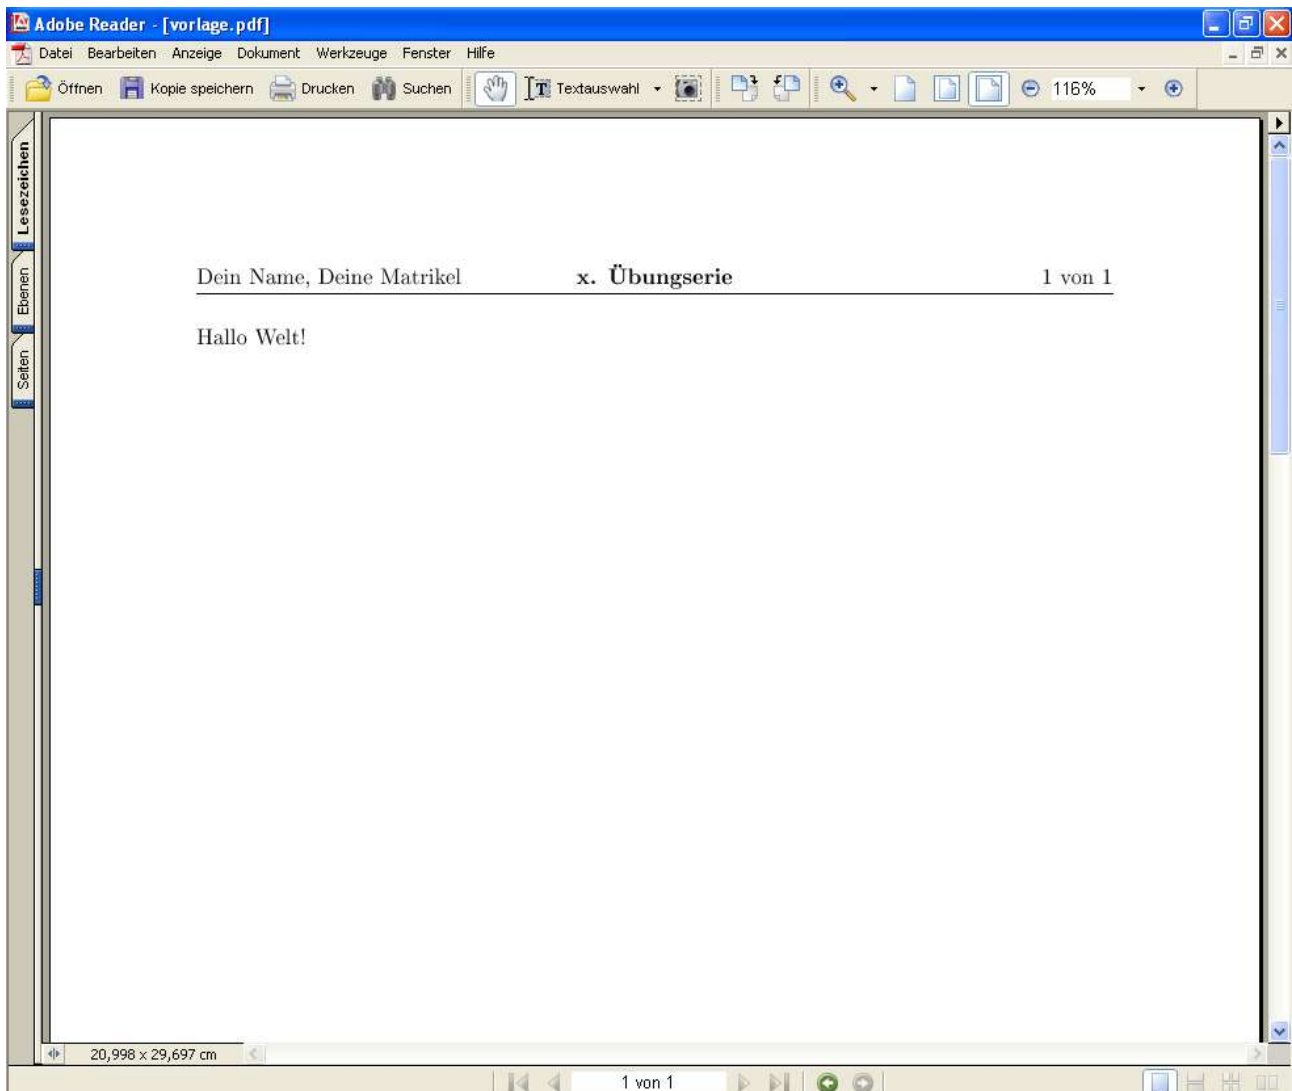 Adobe Reader - [vorlage.pdf]
Datei Bearbeiten Anzeige Dokument Werkzeuge Fenster Hilfe
Öffnen Kopie speichern Drucken Suchen Textauswahl 116%
Lesezeichen
Ebenen
Seiten
Dein Name, Deine Matrikel x. Übungserie 1 von 1
Hallo Welt!
20,998 x 29,697 cm
1 von 1